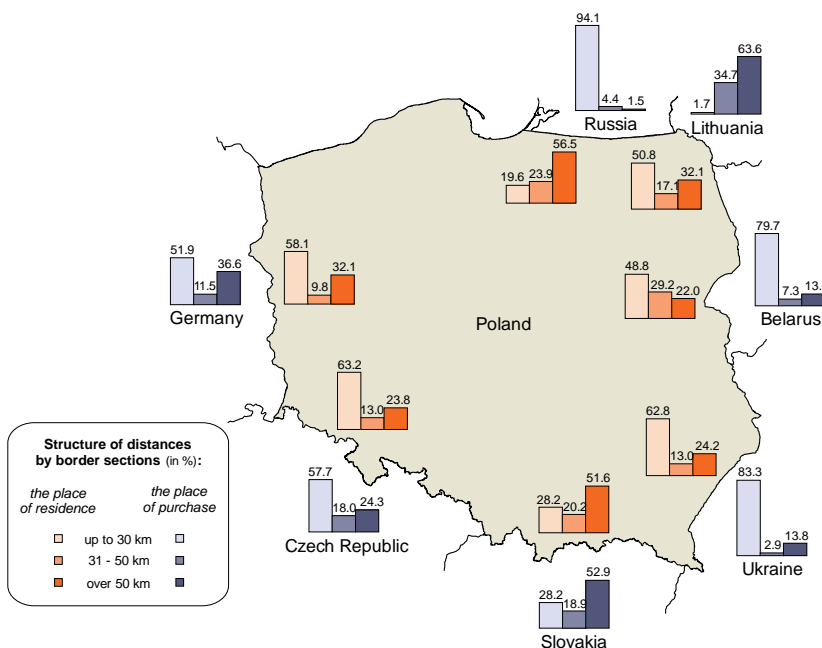 94.1
4.4
1.5
Russia
63.6
34.7
1.7
Lithuania
56.5
19.6
23.9
50.8
17.1
32.1
79.7
7.3
Belarus
51.9
11.5
36.6
Germany
58.1
9.8
32.1
48.8
29.2
22.0
Poland
63.2
13.0
23.8
62.8
13.0
24.2
Structure of distances
by border sections (in %):
the place
of residence
the place
of purchase
up to 30 km
31 - 50 km
over 50 km
57.7
18.0
24.3
Czech Republic
28.2
20.2
51.6
83.3
2.9
13.8
Ukraine
28.2
18.9
52.9
Slovakia